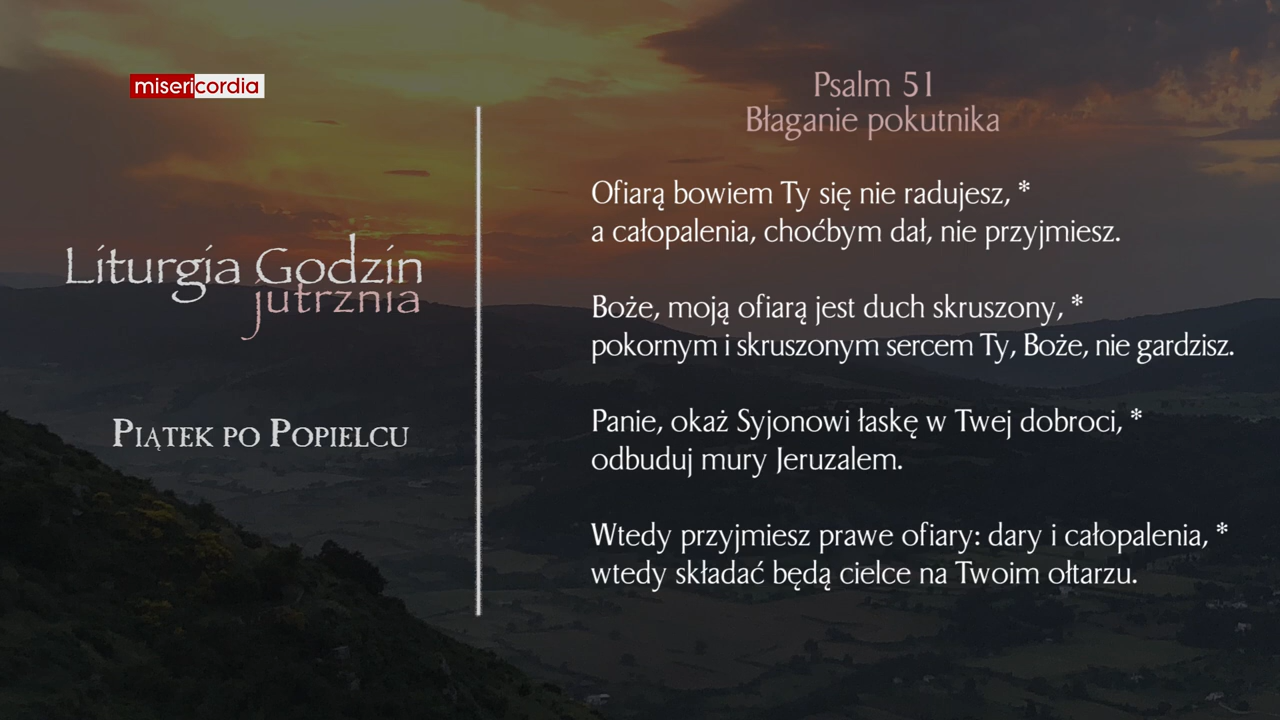 misericordia
Liturgia Godzin
jutrznia
Piątek po Popielcu
Psalm 51
Błaganie pokutnika
Ofiarą bowiem Ty się nie radujesz, *
a całopalenia, choćbym dał, nie przyjmiesz.
Boże, moją ofiarą jest duch skruszony, *
pokornym i skruszonym sercem Ty, Boże, nie gardzisz.
Panie, okaż Syjonowi łaskę w Twej dobroci, *
odbuduj mury Jeruzalem.
Wtedy przyjmiesz prawe ofiary: dary i całopalenia, *
wtedy składać będą cielce na Twoim ołtarzu.